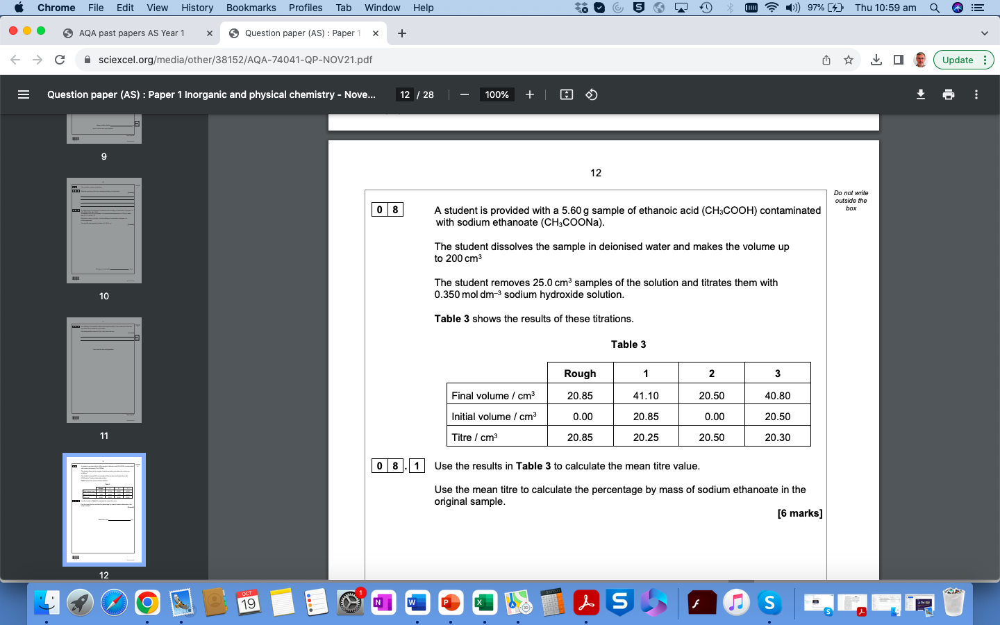 Chrome File Edit View History Bookmarks Profiles Tab Window Help 97% Thu 10:59 am
AQA past papers AS Year 1
Question paper (AS) : Paper 1
sciexcel.org/media/other/38152/AQA-74041-QP-NOV21.pdf
Update
Question paper (AS) : Paper 1 Inorganic and physical chemistry - Nove...
12 / 28
100%
9
10
11
12
12
Do not write
outside the
box
0 8
A student is provided with a 5.60 g sample of ethanoic acid (CH₃COOH) contaminated
with sodium ethanoate (CH₃COONa).
The student dissolves the sample in deionised water and makes the volume up
to 200 cm³
The student removes 25.0 cm³ samples of the solution and titrates them with
0.350 mol dm⁻³ sodium hydroxide solution.
Table 3 shows the results of these titrations.
Table 3
Rough 1 2 3
Final volume / cm³ 20.85 41.10 20.50 40.80
Initial volume / cm³ 0.00 20.85 0.00 20.50
Titre / cm³ 20.85 20.25 20.50 20.30
0 8 . 1 Use the results in Table 3 to calculate the mean titre value.
Use the mean titre to calculate the percentage by mass of sodium ethanoate in the
original sample.
[6 marks]
OCT
19
1